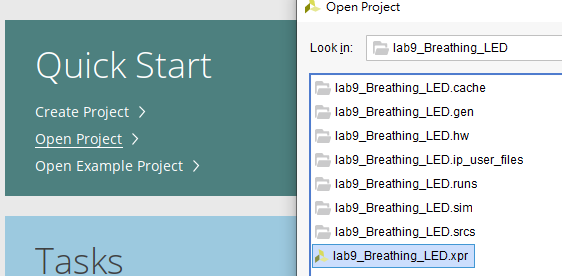 Quick Start
Create Project
Open Project
Open Example Project
Tasks
Open Project
Look in: lab9_Breathing_LED
lab9_Breathing_LED.cache
lab9_Breathing_LED.gen
lab9_Breathing_LED.hw
lab9_Breathing_LED.ip_user_files
lab9_Breathing_LED.runs
lab9_Breathing_LED.sim
lab9_Breathing_LED.srcs
lab9_Breathing_LED.xpr